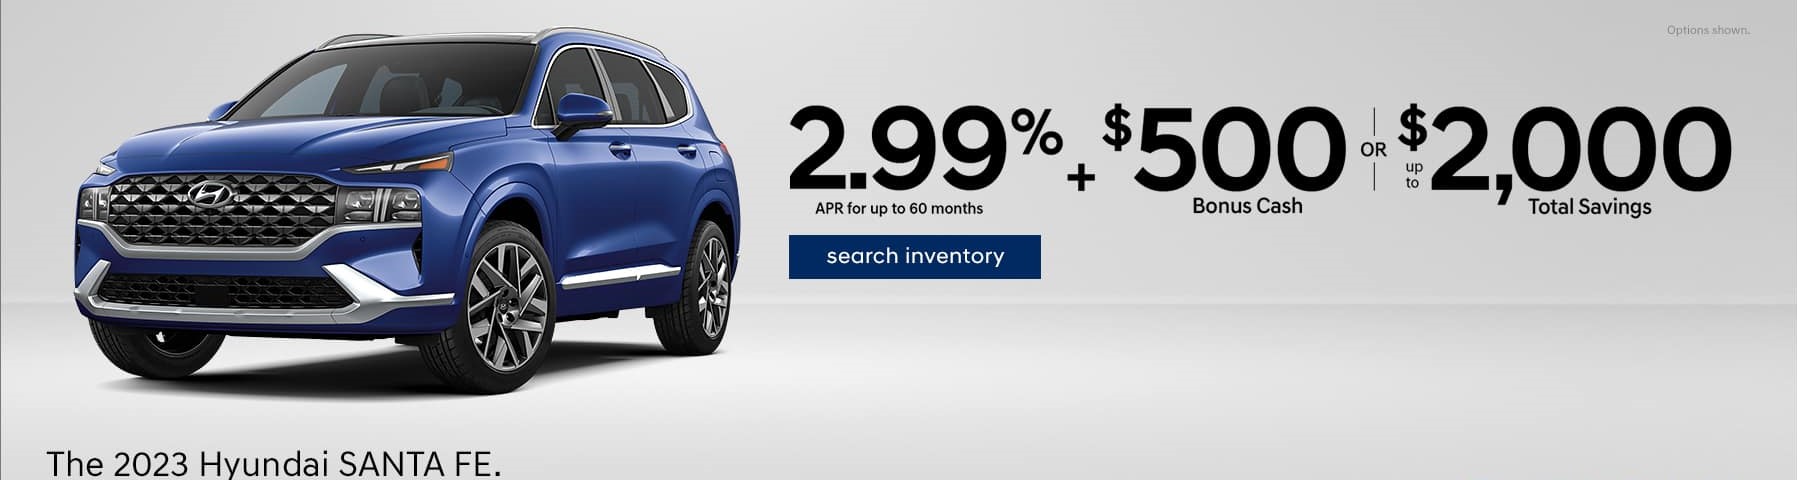 Options shown.
2.99% + $500 OR up to $2,000
APR for up to 60 months
Bonus Cash
Total Savings
search inventory
The 2023 Hyundai SANTA FE.